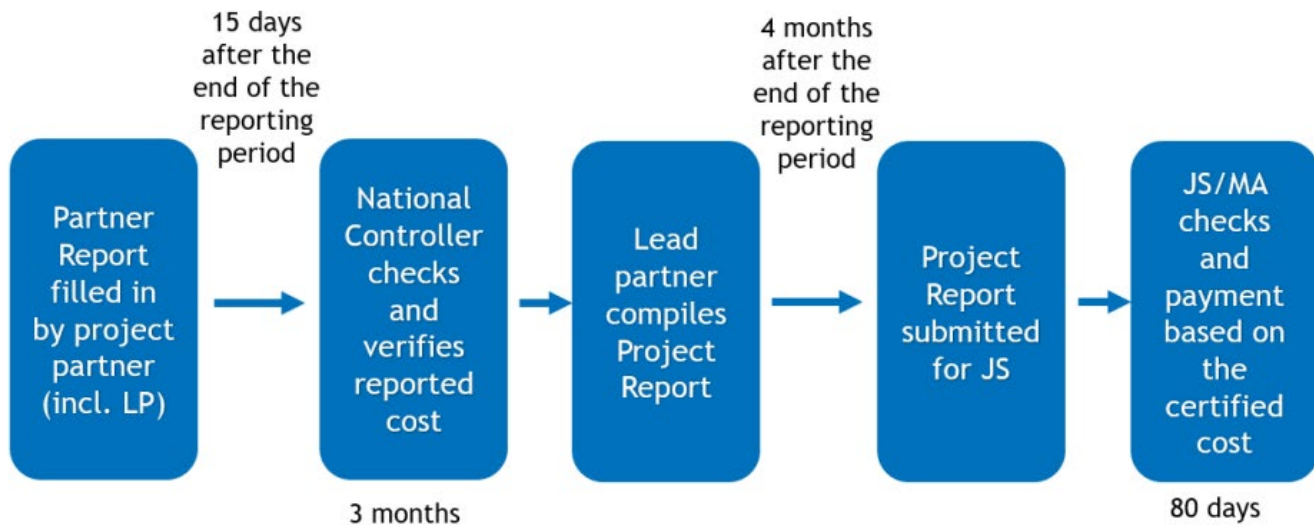 15 days
after the
end of the
reporting
period
4 months
after the
end of the
reporting
period
Partner
Report
filled in
by project
partner
(incl. LP)
National
Controller
checks
and
verifies
reported
cost
Lead
partner
compiles
Project
Report
Project
Report
submitted
for JS
JS/MA
checks
and
payment
based on
the
certified
cost
3 months
80 days